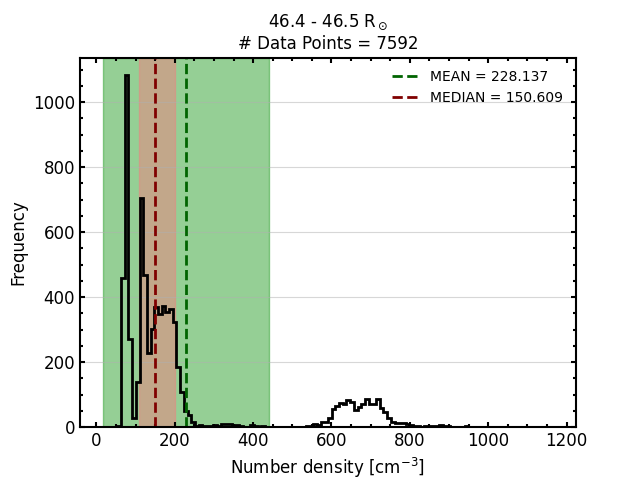 46.4 - 46.5 R⊙
# Data Points = 7592
MEAN = 228.137
MEDIAN = 150.609
Frequency
1000
800
600
400
200
0
0 200 400 600 800 1000 1200
Number density [cm⁻³]